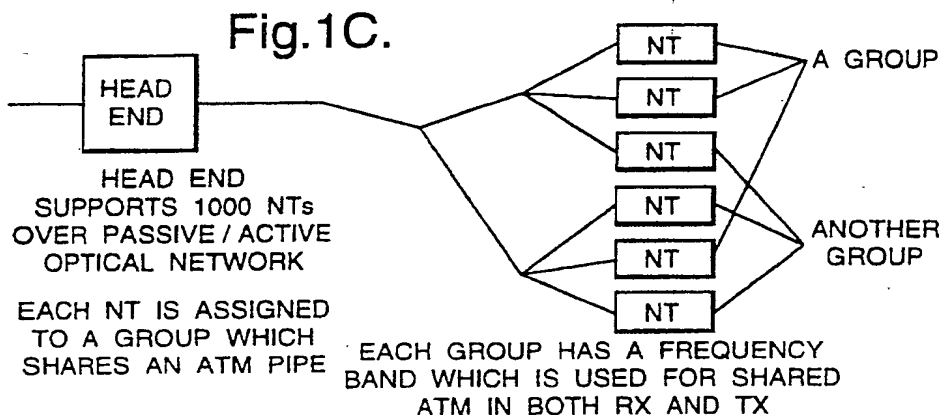 Fig.1C.
HEAD
END
NT
NT
NT
NT
NT
NT
A GROUP
ANOTHER
GROUP
HEAD END
SUPPORTS 1000 NTs
OVER PASSIVE/ACTIVE
OPTICAL NETWORK
EACH NT IS ASSIGNED
TO A GROUP WHICH
SHARES AN ATM PIPE
EACH GROUP HAS A FREQUENCY
BAND WHICH IS USED FOR SHARED
ATM IN BOTH RX AND TX